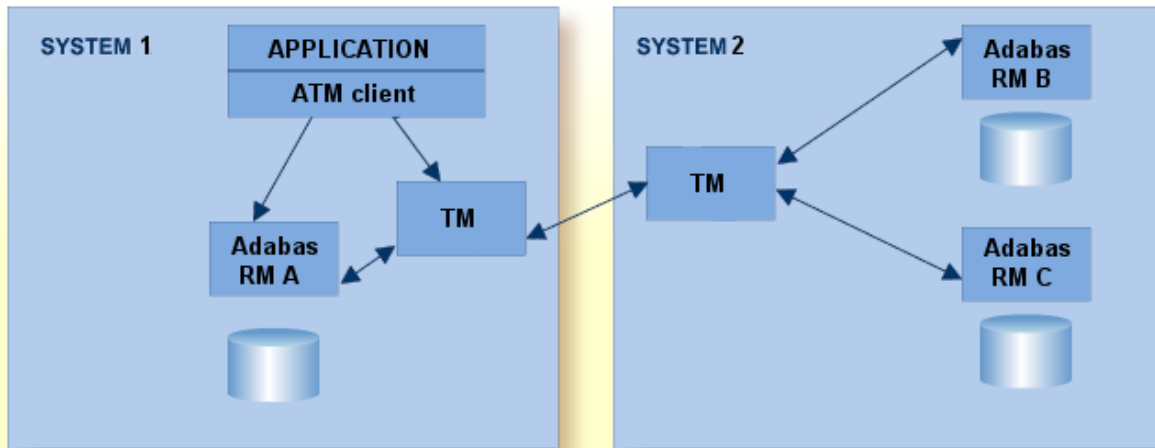 SYSTEM 1
APPLICATION
ATM client
TM
Adabas
RM A
SYSTEM 2
Adabas
RM B
TM
Adabas
RM C